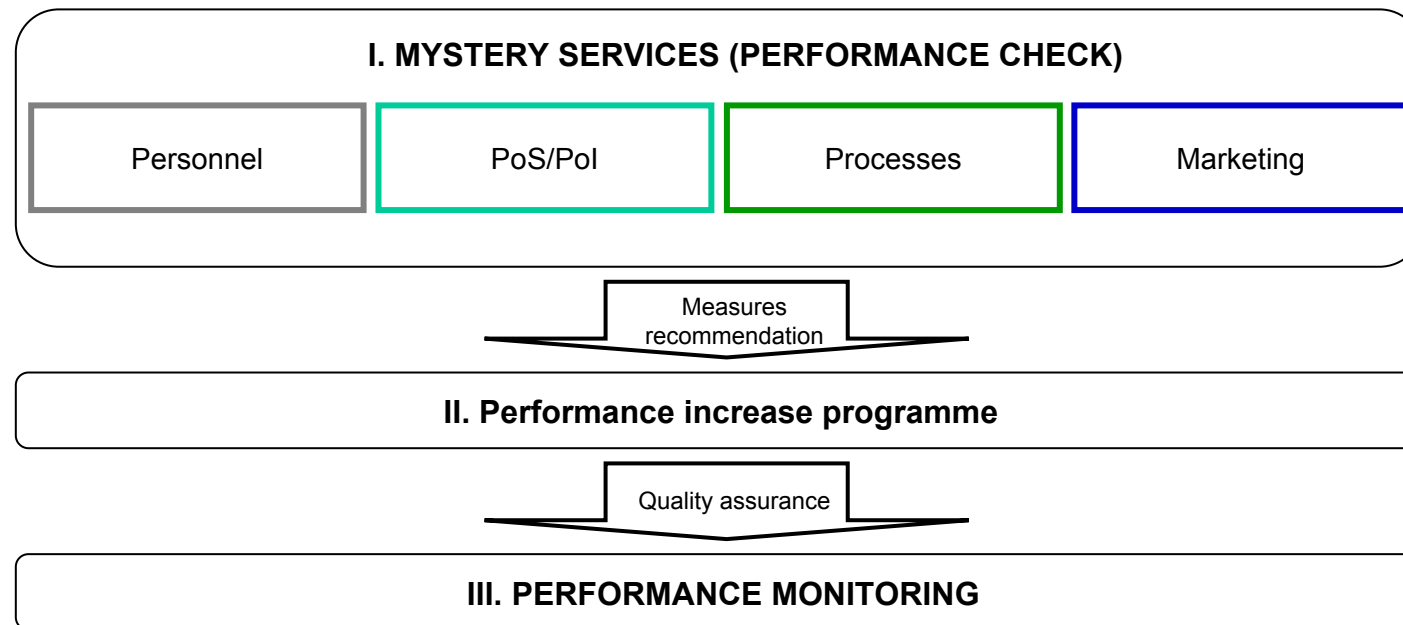 I. MYSTERY SERVICES (PERFORMANCE CHECK)
Personnel
PoS/PoI
Processes
Marketing
Measures
recommendation
II. Performance increase programme
Quality assurance
III. PERFORMANCE MONITORING